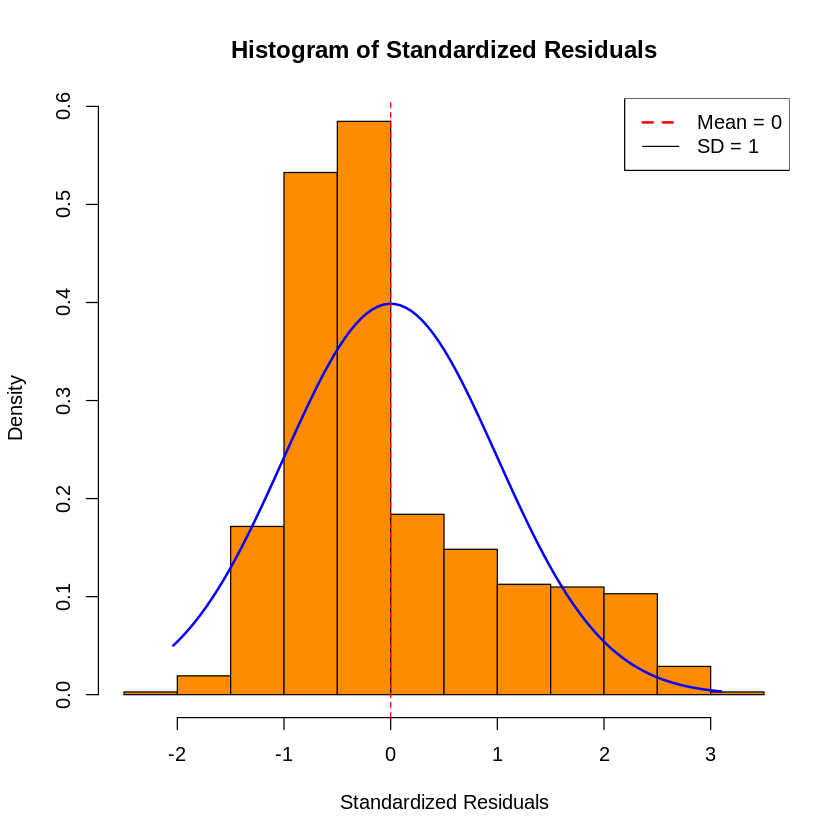 Histogram of Standardized Residuals
Mean = 0
SD = 1
Density
0.6
0.5
0.4
0.3
0.2
0.1
0.0
-2 -1 0 1 2 3
Standardized Residuals